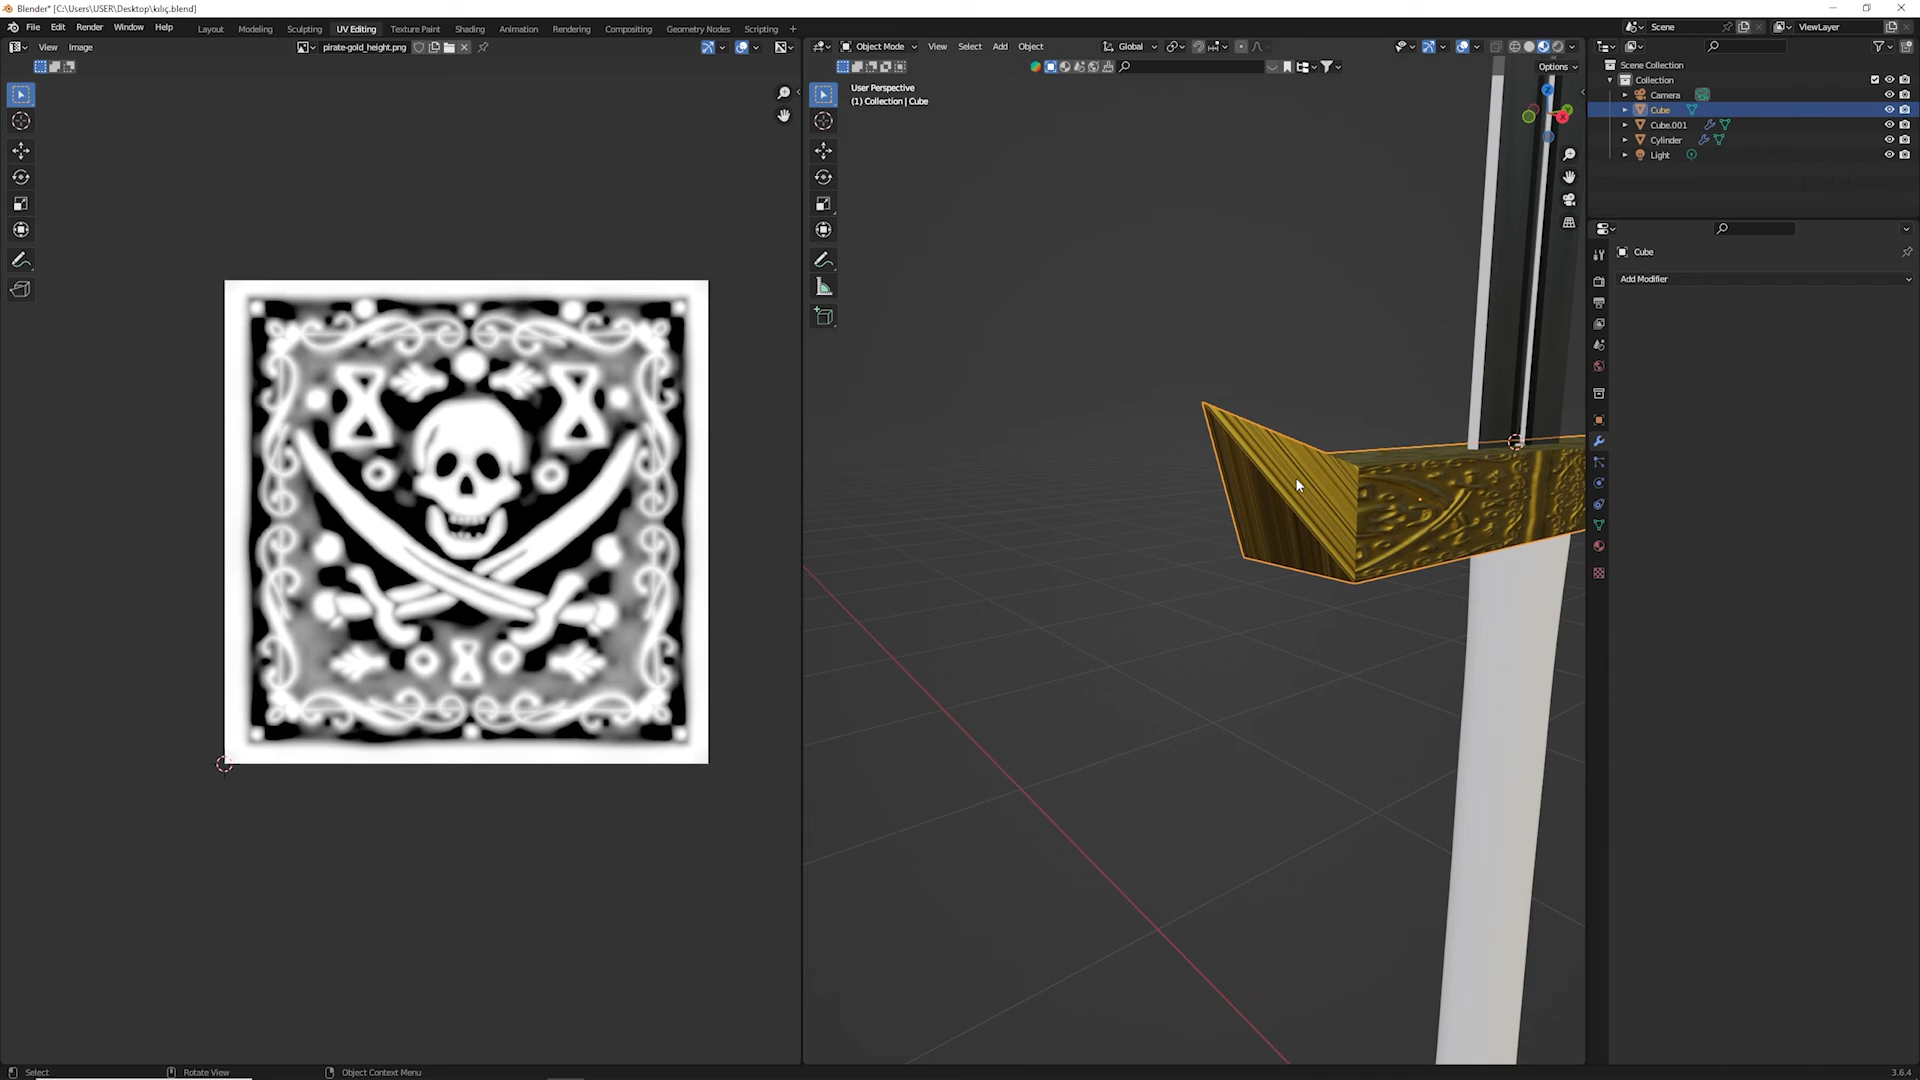 Blender* [C:\Users\USER\Desktop\kılıç.blend]
File Edit Render Window Help
Layout Modeling Sculpting UV Editing Texture Paint Shading Animation Rendering Compositing Geometry Nodes Scripting +
Scene
ViewLayer
View Image
pirate-gold_height.png
Object Mode View Select Add Object
Global
Options
User Perspective
(1) Collection | Cube
Z
Y
X
Scene Collection
Collection
Camera
Cube
Cube.001
Cylinder
Light
Cube
Add Modifier
Select
Rotate View
Object Context Menu
3.6.4